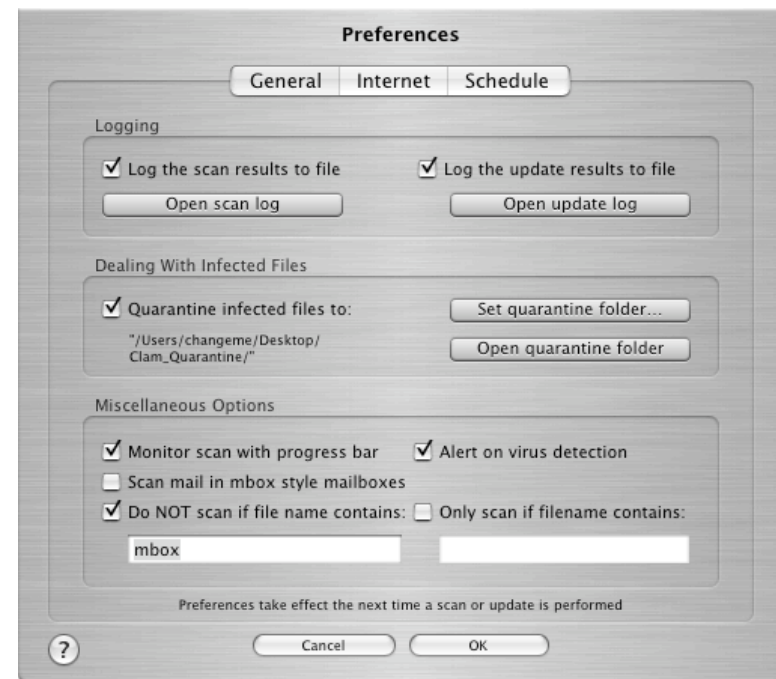 Preferences
General Internet Schedule
Logging
Log the scan results to file Log the update results to file
Open scan log Open update log
Dealing With Infected Files
Quarantine infected files to: Set quarantine folder...
"/Users/changeme/Desktop/
Clam_Quarantine/"
Open quarantine folder
Miscellaneous Options
Monitor scan with progress bar Alert on virus detection
Scan mail in mbox style mailboxes
Do NOT scan if file name contains: Only scan if filename contains:
mbox
Preferences take effect the next time a scan or update is performed
? Cancel OK